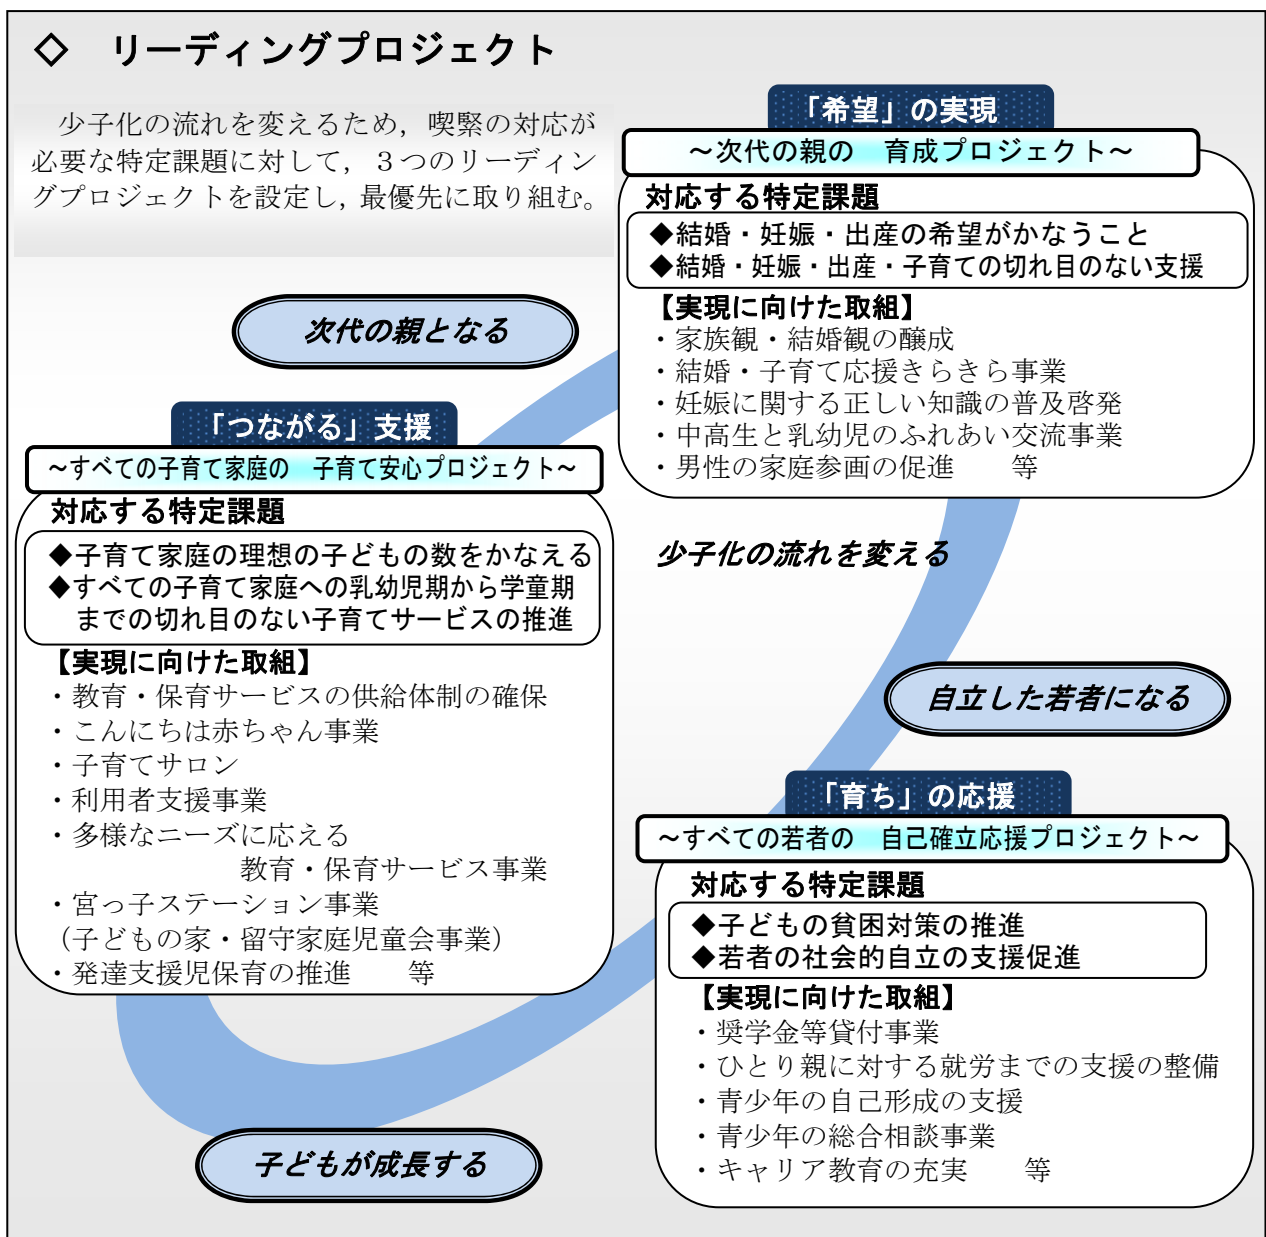 ◇　リーディングプロジェクト
少子化の流れを変えるため，喫緊の対応が
必要な特定課題に対して，３つのリーディン
グプロジェクトを設定し，最優先に取り組む。
「希望」の実現
～次代の親の　育成プロジェクト～
対応する特定課題
◆結婚・妊娠・出産の希望がかなうこと
◆結婚・妊娠・出産・子育ての切れ目のない支援
【実現に向けた取組】
・家族観・結婚観の醸成
・結婚・子育て応援きらきら事業
・妊娠に関する正しい知識の普及啓発
・中高生と乳幼児のふれあい交流事業
・男性の家庭参画の促進　　等
次代の親となる
「つながる」支援
～すべての子育て家庭の　子育て安心プロジェクト～
対応する特定課題
◆子育て家庭の理想の子どもの数をかなえる
◆すべての子育て家庭への乳幼児期から学童期
までの切れ目のない子育てサービスの推進
【実現に向けた取組】
・教育・保育サービスの供給体制の確保
・こんにちは赤ちゃん事業
・子育てサロン
・利用者支援事業
・多様なニーズに応える
教育・保育サービス事業
・宮っ子ステーション事業
（子どもの家・留守家庭児童会事業）
・発達支援児保育の推進　　等
少子化の流れを変える
自立した若者になる
「育ち」の応援
～すべての若者の　自己確立応援プロジェクト～
対応する特定課題
◆子どもの貧困対策の推進
◆若者の社会的自立の支援促進
【実現に向けた取組】
・奨学金等貸付事業
・ひとり親に対する就労までの支援の整備
・青少年の自己形成の支援
・青少年の総合相談事業
・キャリア教育の充実　　等
子どもが成長する